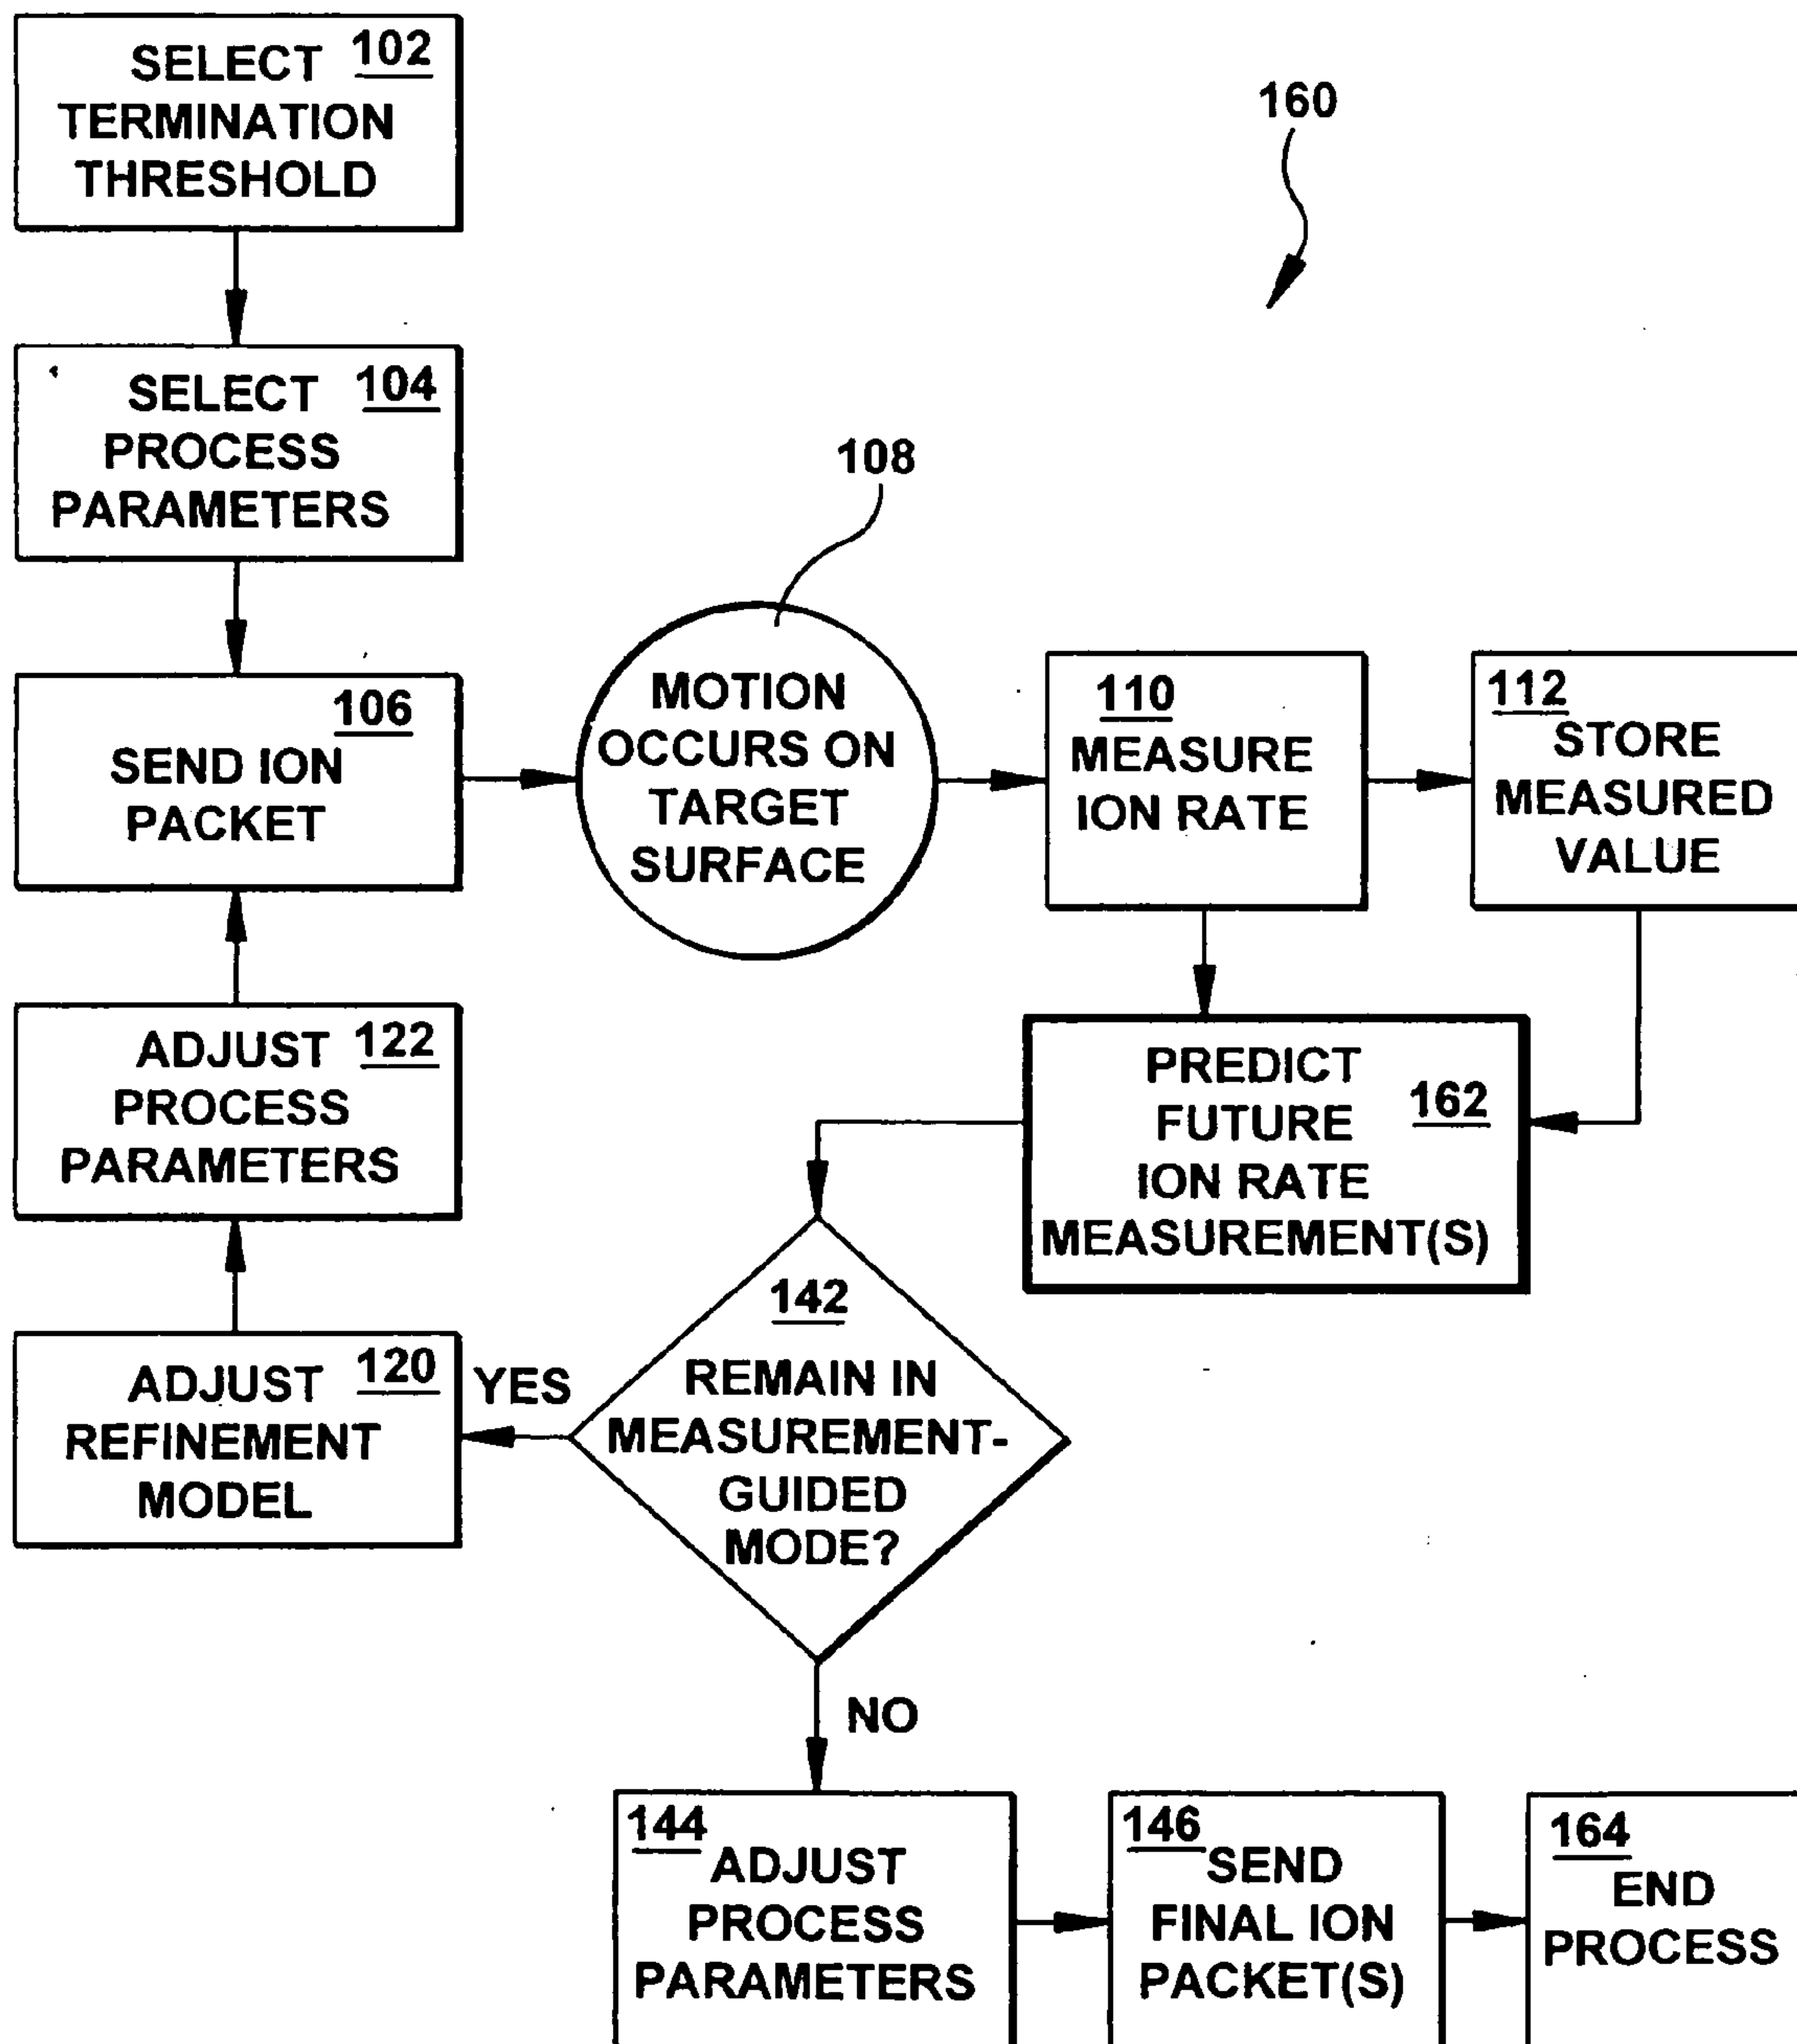 SELECT 102
TERMINATION
THRESHOLD
160
SELECT 104
PROCESS
PARAMETERS
108
106
SEND ION
PACKET
MOTION
OCCURS ON
TARGET
SURFACE
110
MEASURE
ION RATE
112
STORE
MEASURED
VALUE
ADJUST 122
PROCESS
PARAMETERS
PREDICT
FUTURE 162
ION RATE
MEASUREMENT(S)
142
REMAIN IN
MEASUREMENT-
GUIDED
MODE?
YES
ADJUST 120
REFINEMENT
MODEL
NO
144
ADJUST
PROCESS
PARAMETERS
146
SEND
FINAL ION
PACKET(S)
164
END
PROCESS